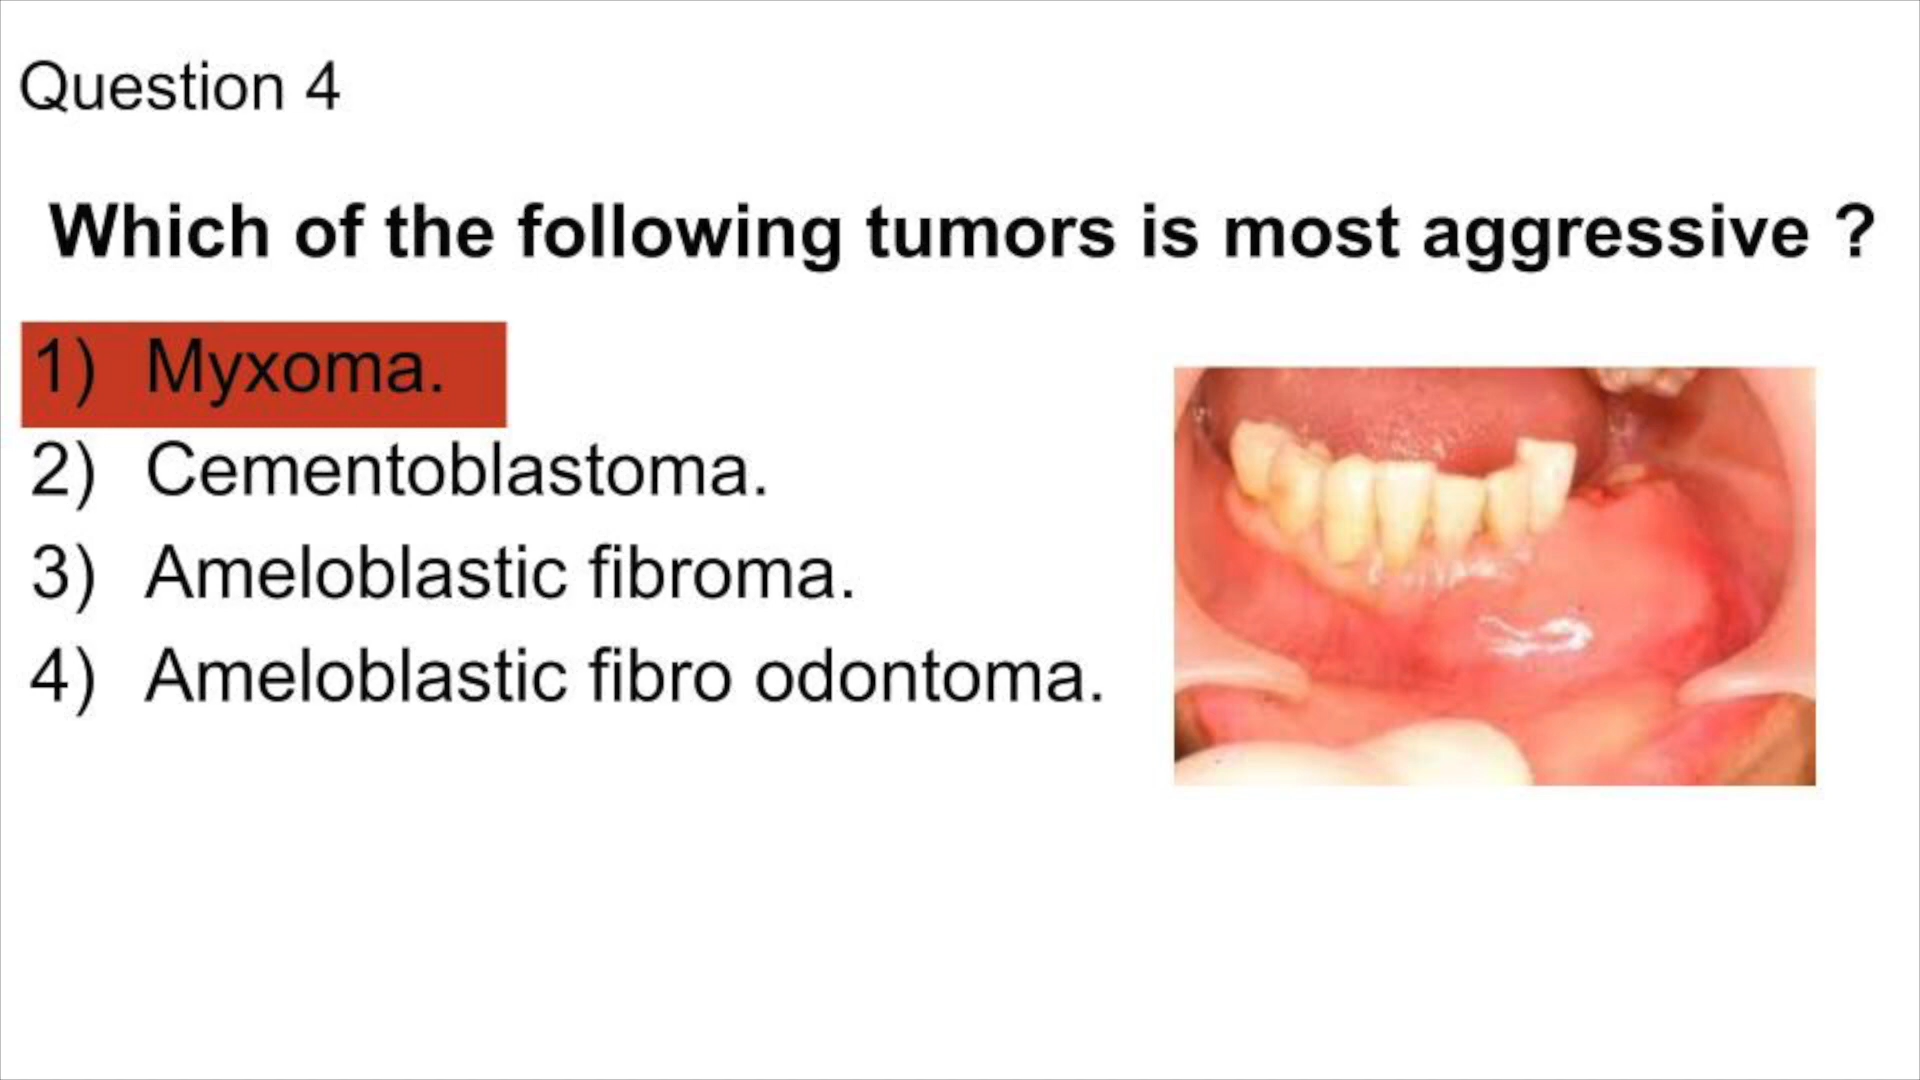 Question 4
Which of the following tumors is most aggressive ?
1) Myxoma.
2) Cementoblastoma.
3) Ameloblastic fibroma.
4) Ameloblastic fibro odontoma.